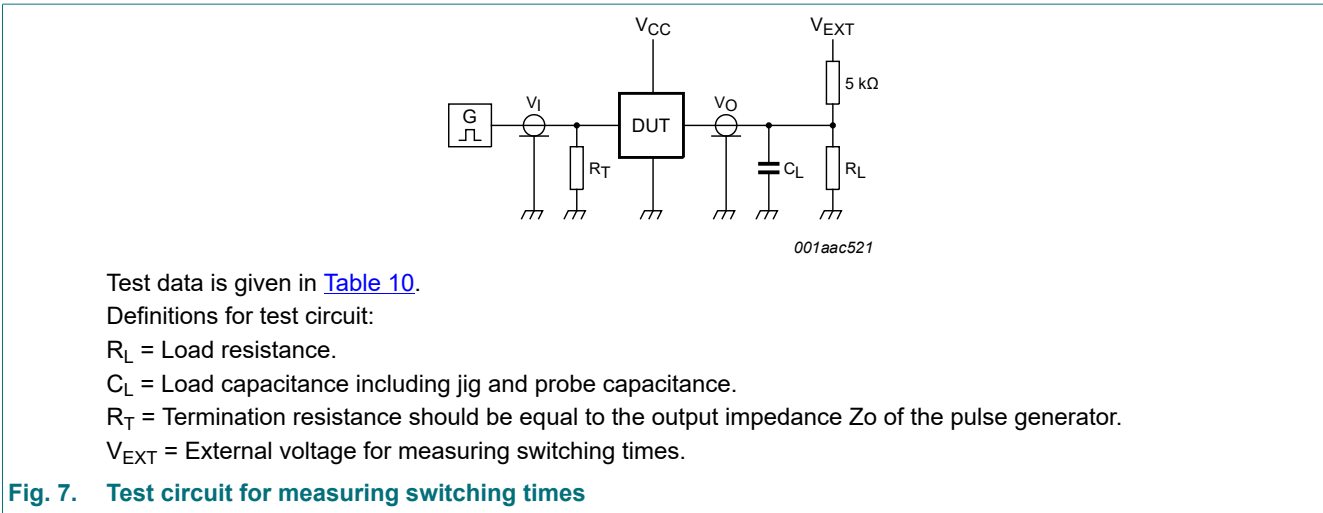 VCC VEXT
5 kΩ
G VI DUT VO
RT CL RL
001aac521
Test data is given in Table 10.
Definitions for test circuit:
RL = Load resistance.
CL = Load capacitance including jig and probe capacitance.
RT = Termination resistance should be equal to the output impedance Zo of the pulse generator.
VEXT = External voltage for measuring switching times.
Fig. 7. Test circuit for measuring switching times